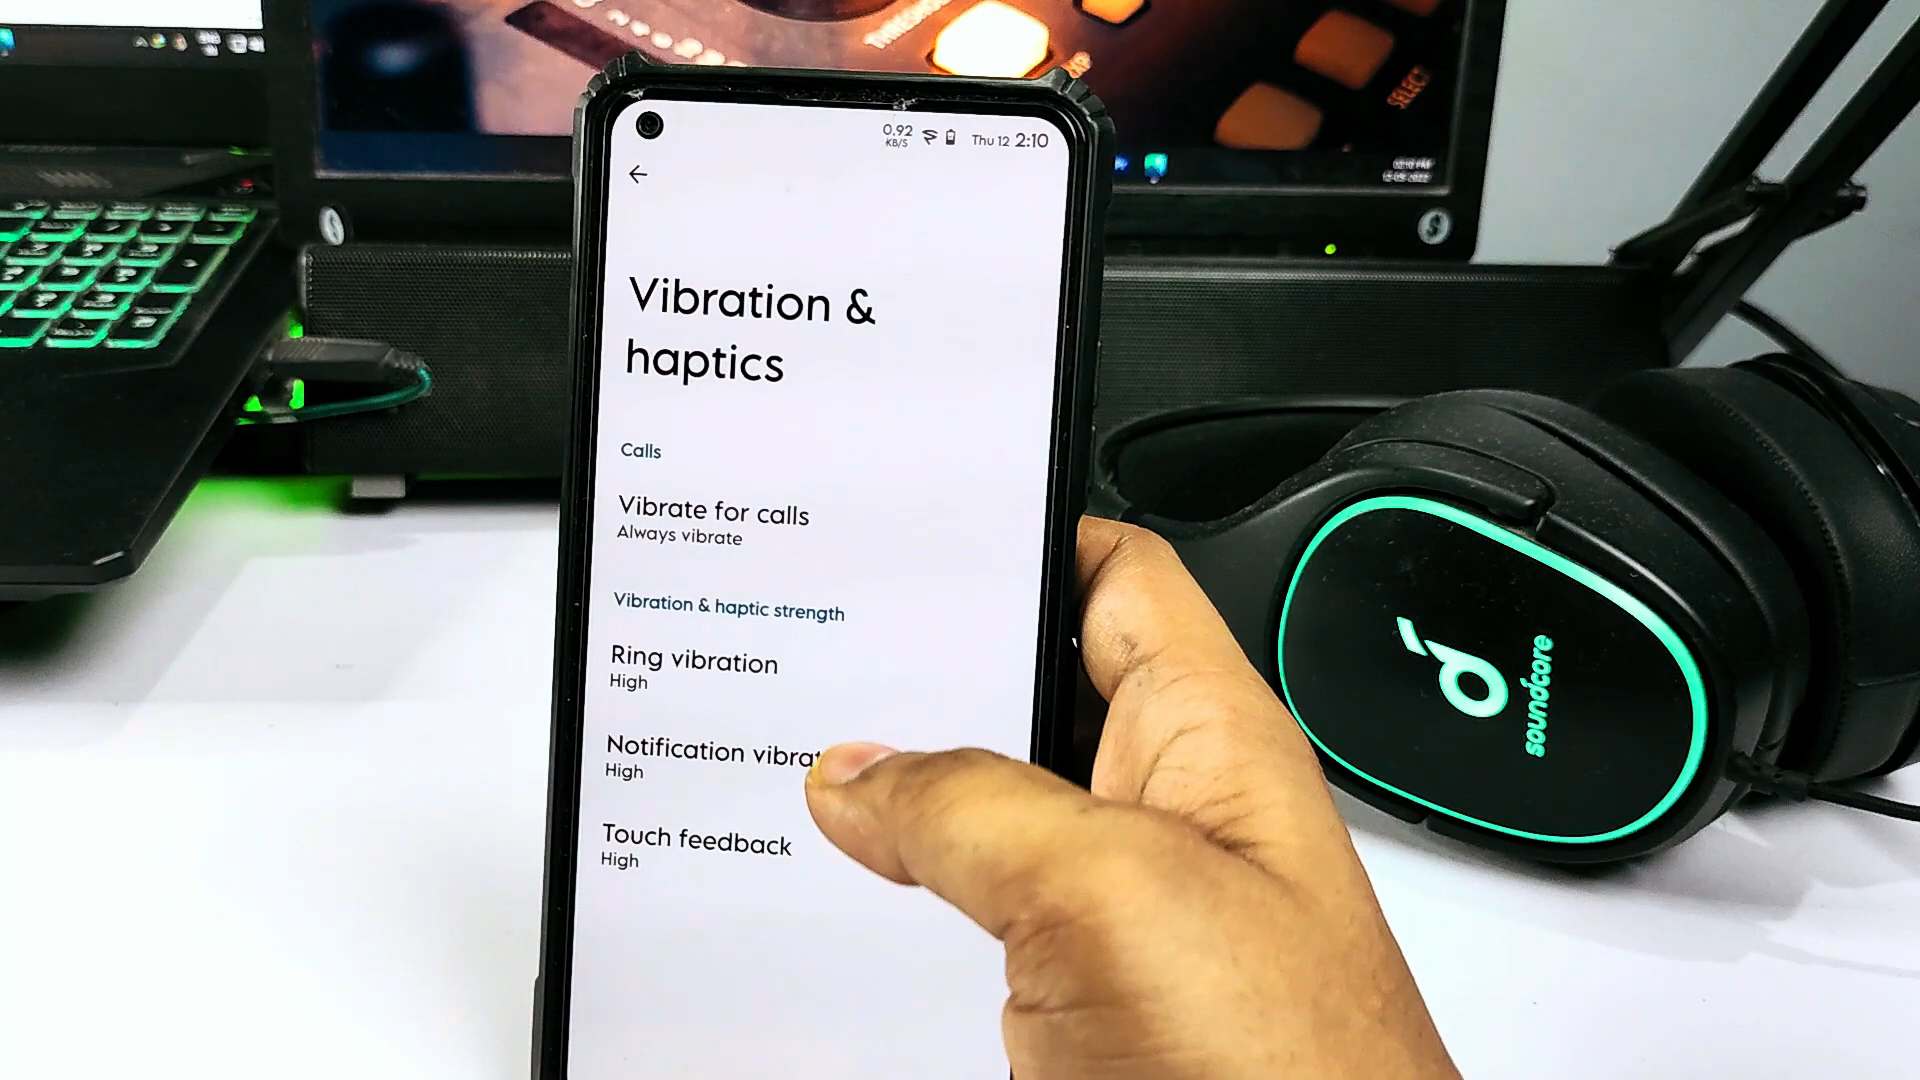 SELECT
0.92
KB/S
Thu 12 2:10
Vibration &
haptics
Calls
Vibrate for calls
Always vibrate
Vibration & haptic strength
Ring vibration
High
Notification vibrat
High
Touch feedback
High
soundcore